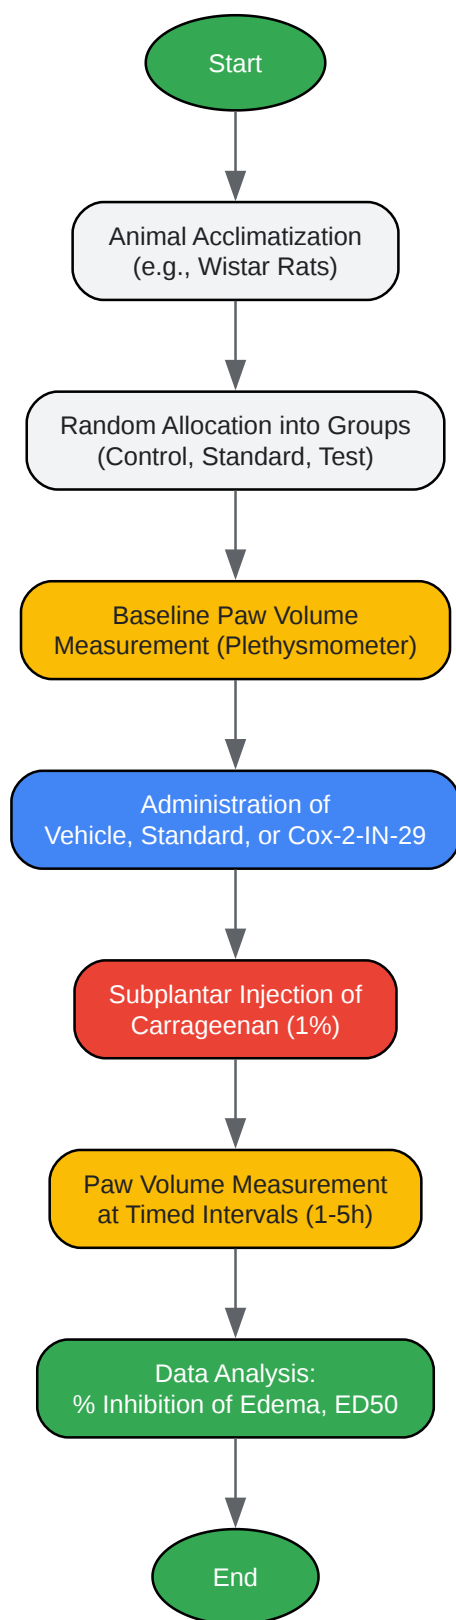 Start
Animal Acclimatization
(e.g., Wistar Rats)
Random Allocation into Groups
(Control, Standard, Test)
Baseline Paw Volume
Measurement (Plethysmometer)
Administration of
Vehicle, Standard, or Cox-2-IN-29
Subplantar Injection of
Carrageenan (1%)
Paw Volume Measurement
at Timed Intervals (1-5h)
Data Analysis:
% Inhibition of Edema, ED50
End